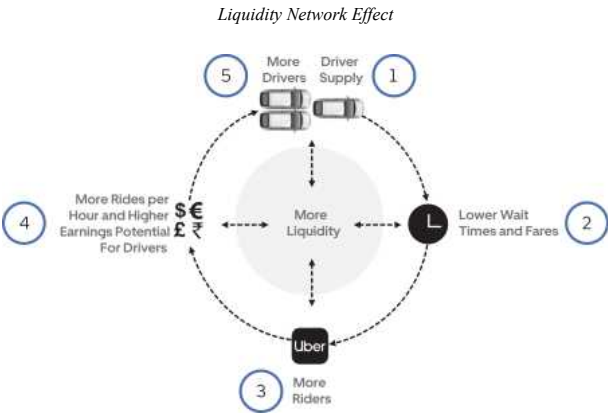 Liquidity Network Effect
5
More
Drivers
Driver
Supply
1
More
Liquidity
Lower Wait
Times and Fares
2
Uber
3
More
Riders
4
More Rides per
Hour and Higher
Earnings Potential
For Drivers
$ €
£ ₹